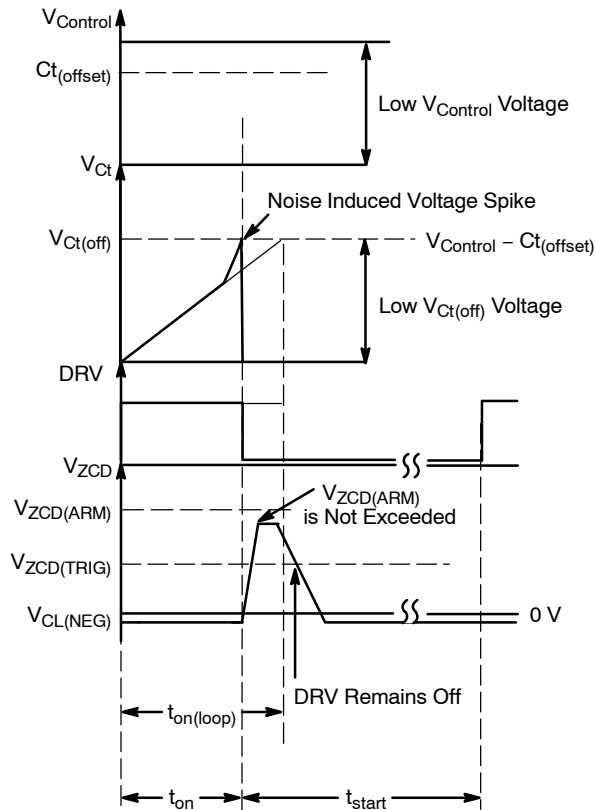 VControl
Ct(offset)
Low VControl Voltage
VCt
Noise Induced Voltage Spike
VCt(off)
VControl – Ct(offset)
Low VCt(off) Voltage
DRV
VZCD
VZCD(ARM)
VZCD(ARM)
is Not Exceeded
VZCD(TRIG)
VCL(NEG)
0 V
DRV Remains Off
ton(loop)
ton
tstart